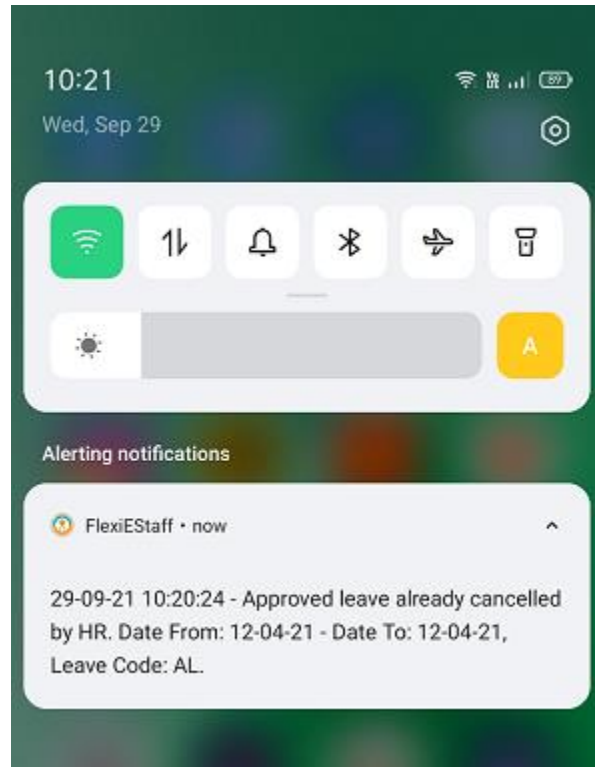 10:21
89
Wed, Sep 29
A
Alerting notifications
FlexiEStaff • now
29-09-21 10:20:24 - Approved leave already cancelled
by HR. Date From: 12-04-21 - Date To: 12-04-21,
Leave Code: AL.